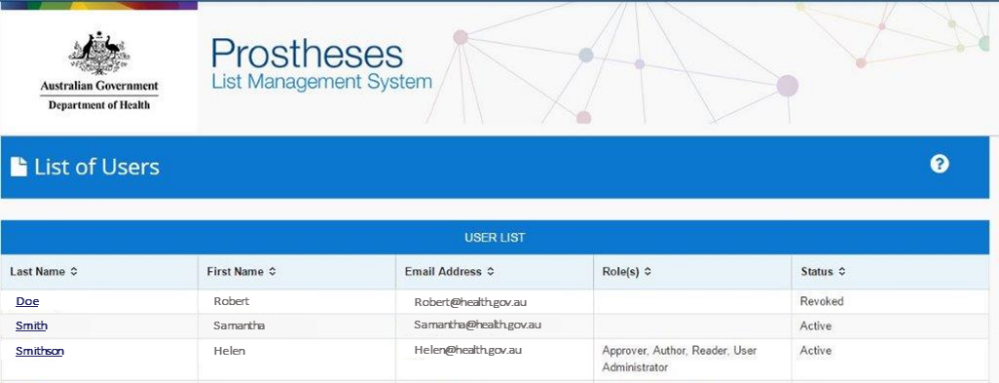 Australian Government
Department of Health
Prostheses
List Management System
List of Users
?
USER LIST
Last Name First Name Email Address Role(s) Status
Doe Robert Robert@health.gov.au Revoked
Smith Samantha Samantha@health.gov.au Active
Smithson Helen Helen@health.gov.au Approver, Author, Reader, User Active
Administrator